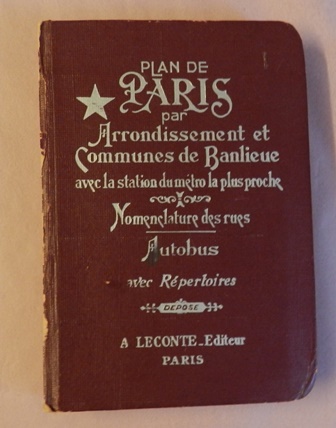 PLAN DE
PARIS
par
Arrondissement et
Communes de Banlieue
avec la station du métro la plus proche
Nomenclature des rues
Autobus
avec Répertoires
DEPOSE
A LECONTE_Editeur
PARIS